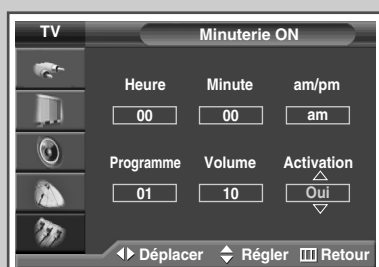 TV
Minuterie ON
Heure Minute am/pm
00 00 am
Programme Volume Activation
01 10 Oui
Déplacer Régler Retour